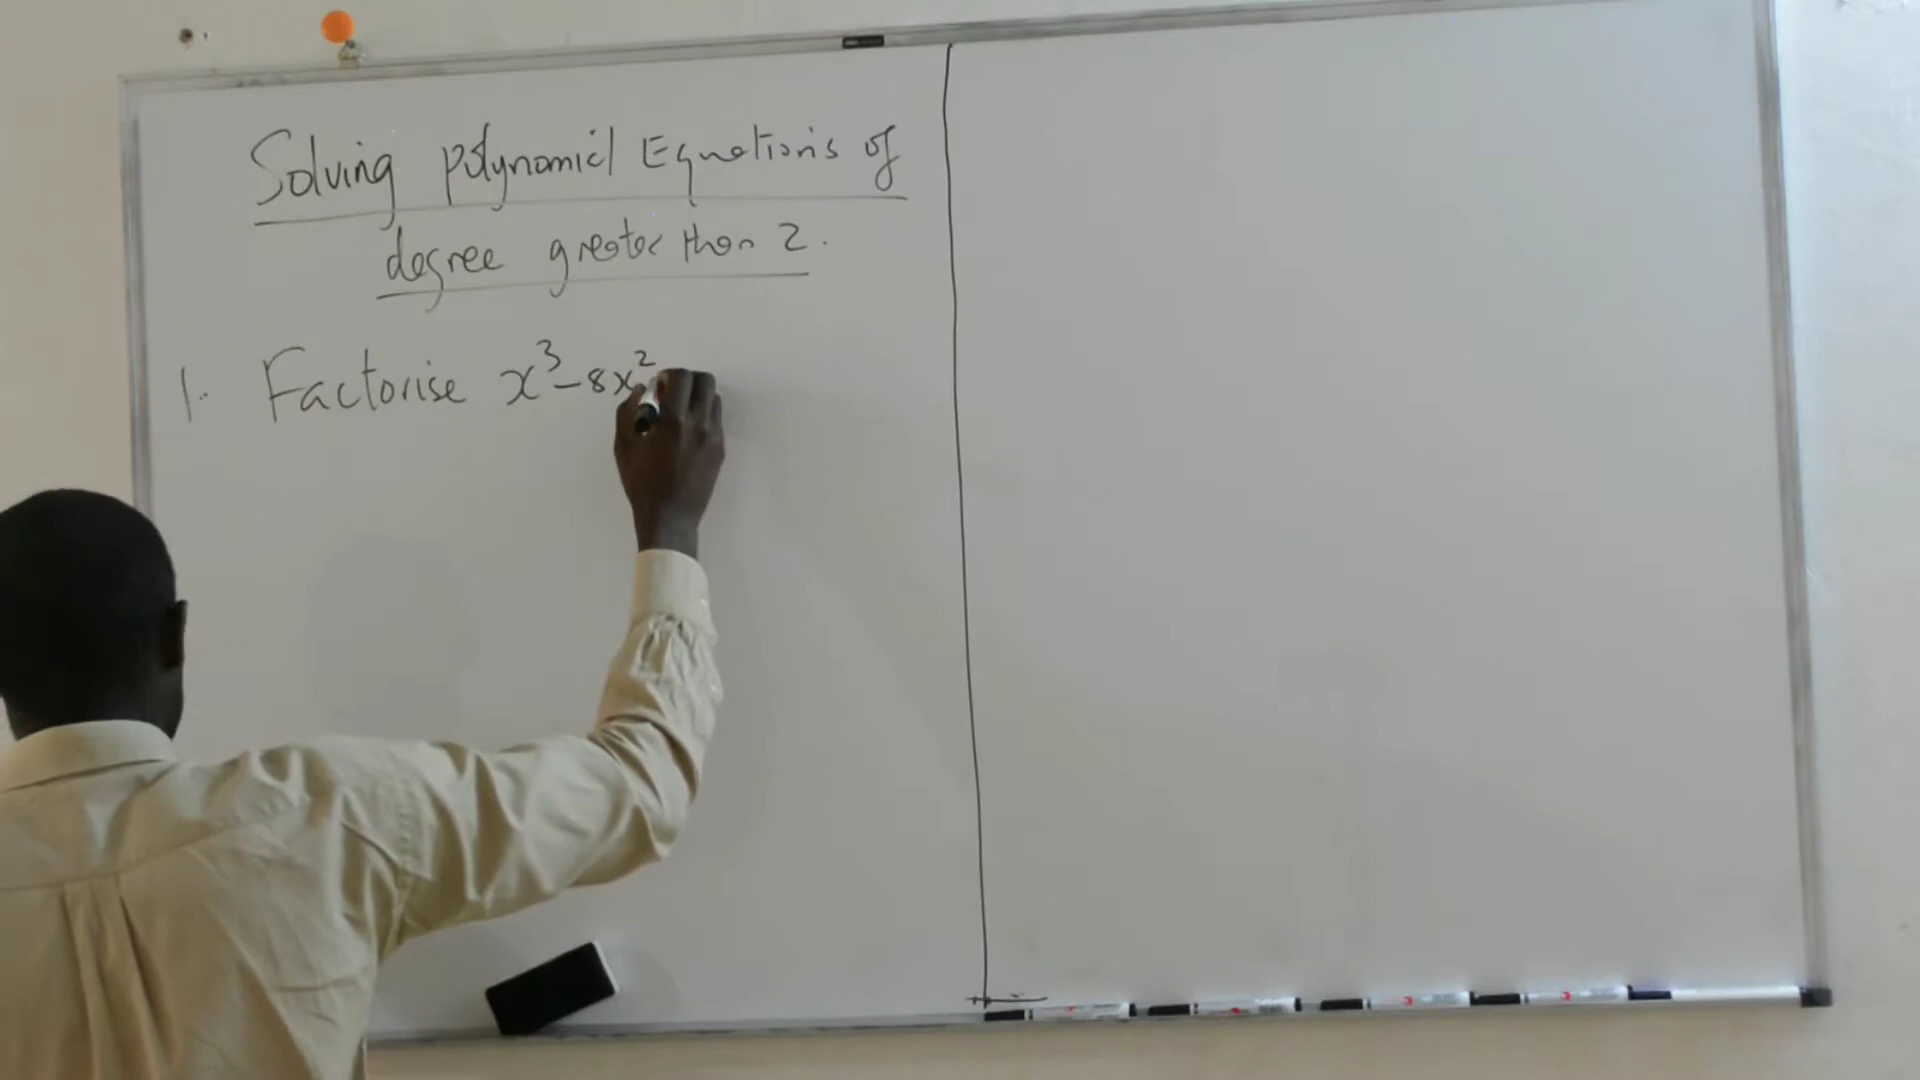 Solving polynomial Equations of
degree greater than 2.
1. Factorise x³-8x²